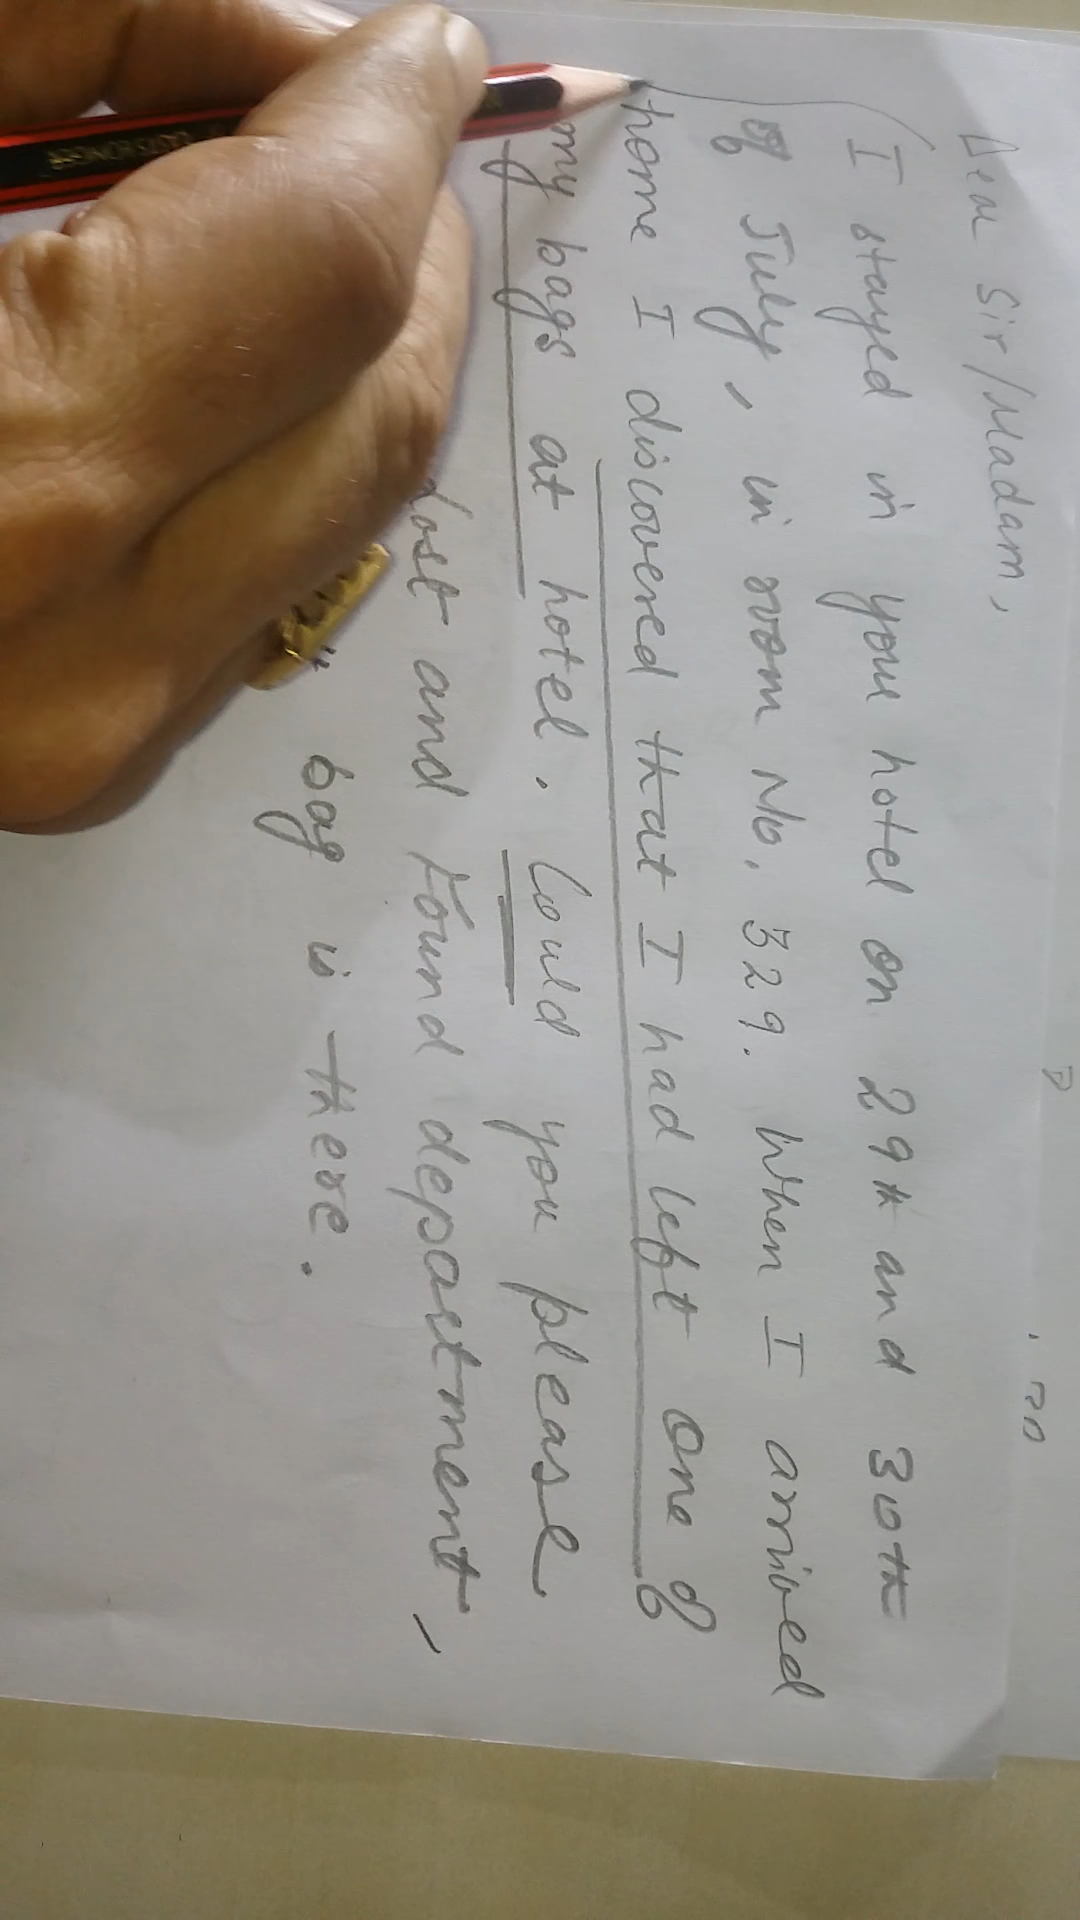 Dear Sir/Madam,
I stayed in you hotel on 29th and 30th
of July, in room No. 329. When I arrived
home I discovered that I had left one of
my bags at hotel. Could you please
lost and Found department,
bag is there.